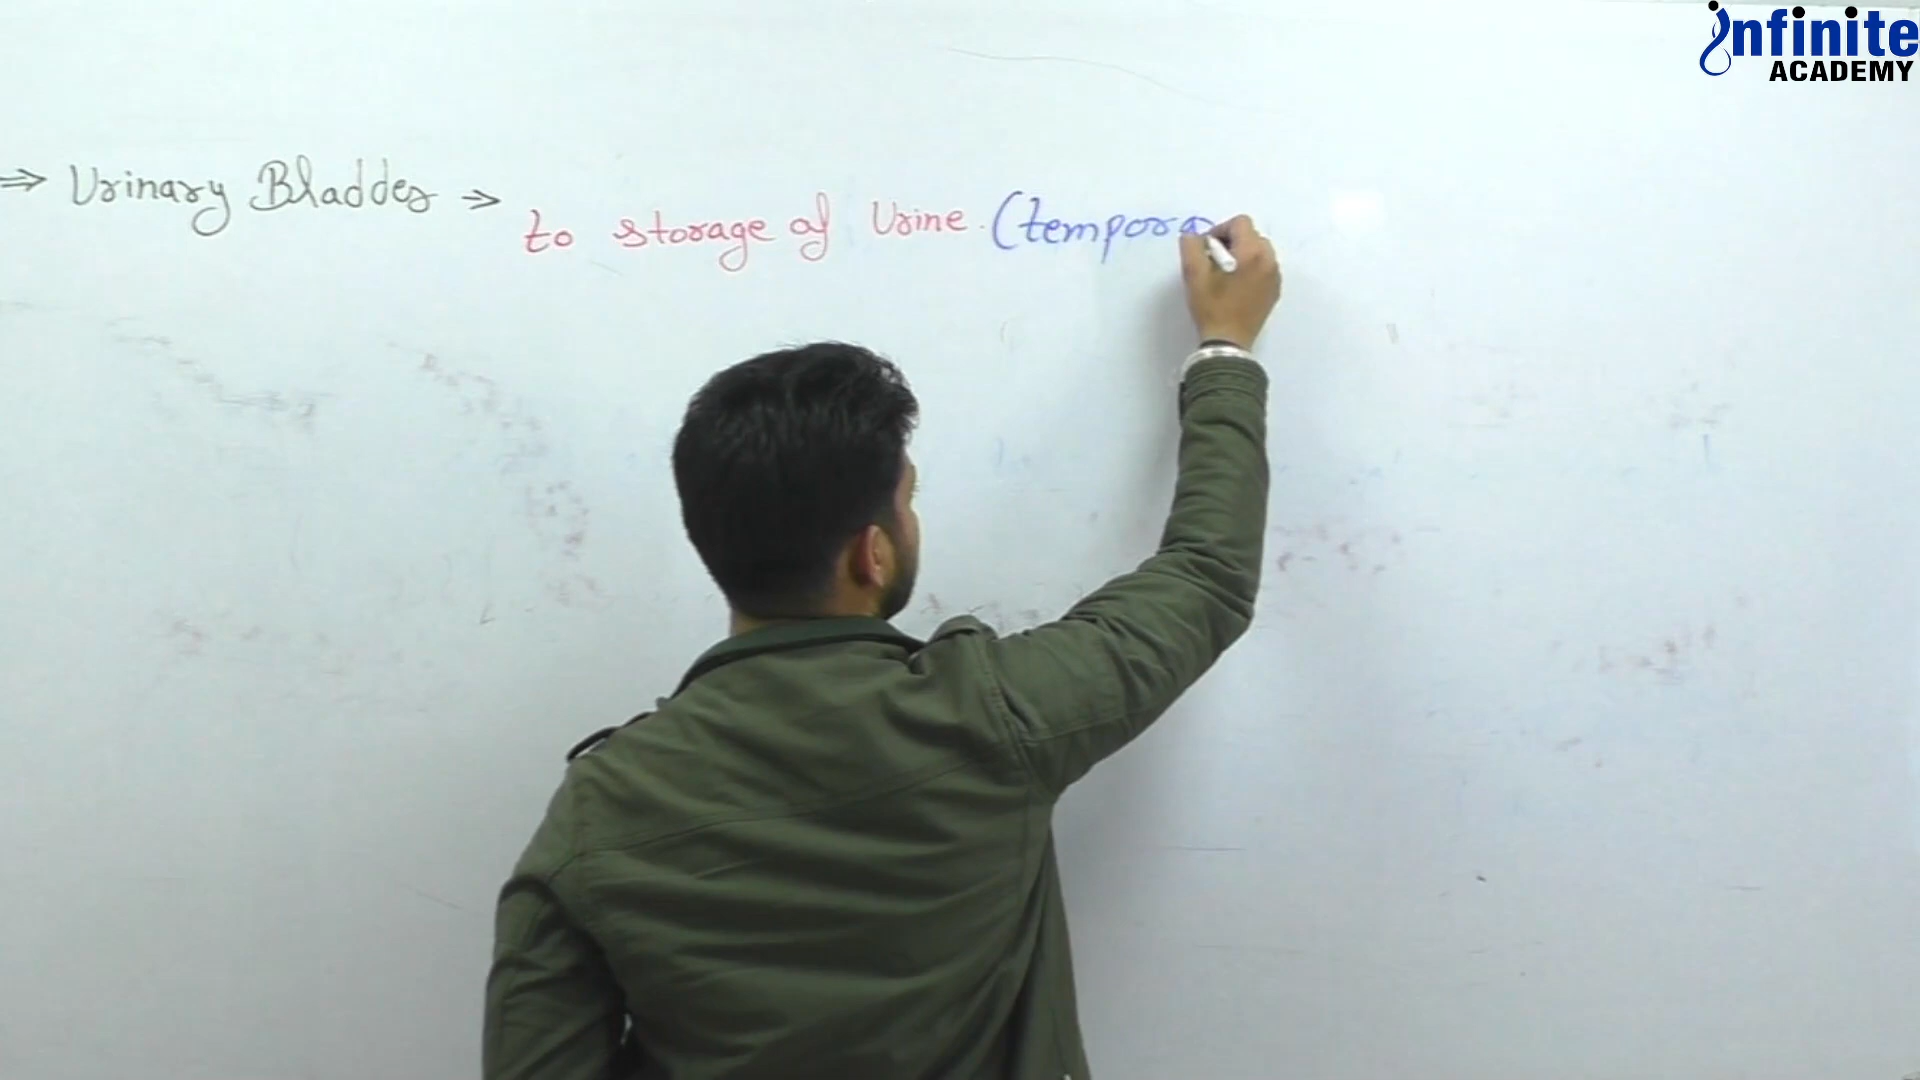 infinite
ACADEMY
⇒ Urinary Bladder → to storage of Urine. (tempora